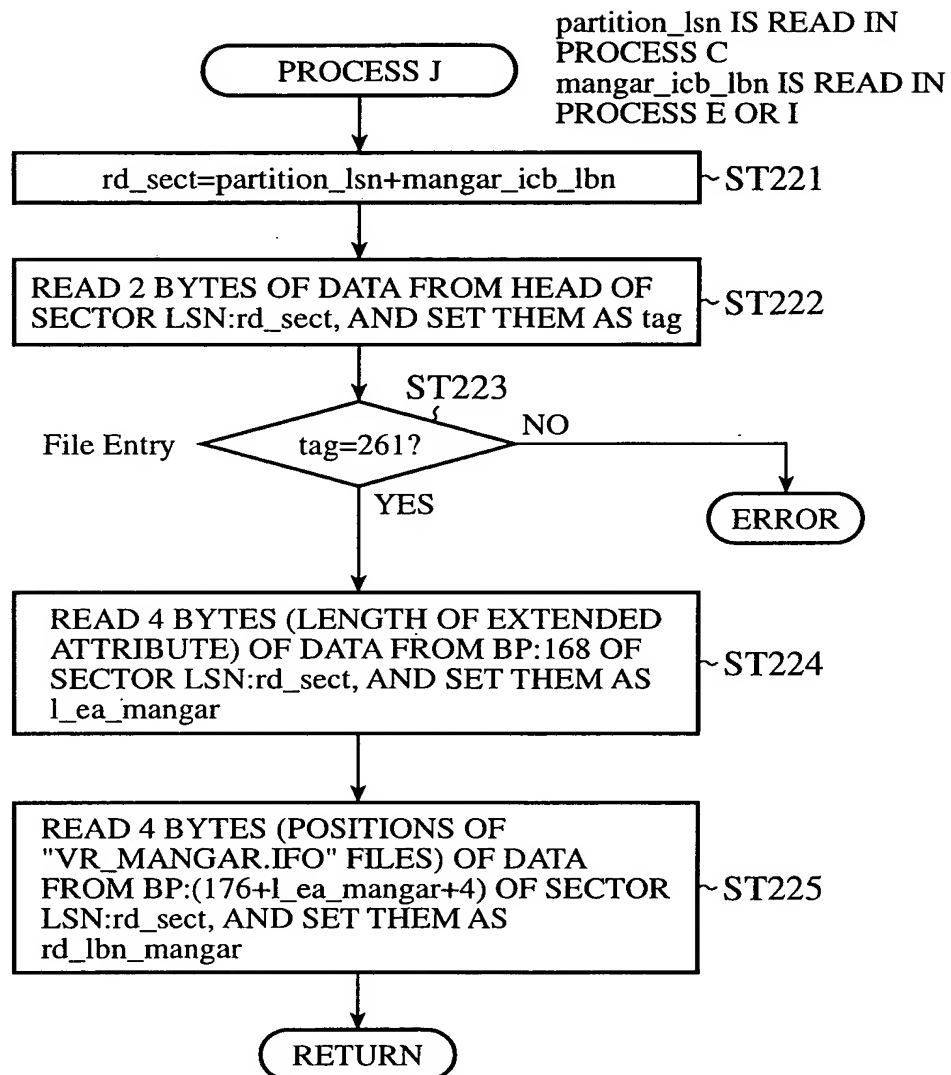 partition_lsn IS READ IN
PROCESS C
mangar_icb_lbn IS READ IN
PROCESS E OR I
PROCESS J
rd_sect=partition_lsn+mangar_icb_lbn
~ST221
READ 2 BYTES OF DATA FROM HEAD OF
SECTOR LSN:rd_sect, AND SET THEM AS tag
~ST222
ST223
File Entry
tag=261?
NO
YES
ERROR
READ 4 BYTES (LENGTH OF EXTENDED
ATTRIBUTE) OF DATA FROM BP:168 OF
SECTOR LSN:rd_sect, AND SET THEM AS
l_ea_mangar
~ST224
READ 4 BYTES (POSITIONS OF
"VR_MANGAR.IFO" FILES) OF DATA
FROM BP:(176+l_ea_mangar+4) OF SECTOR
LSN:rd_sect, AND SET THEM AS
rd_lbn_mangar
~ST225
RETURN